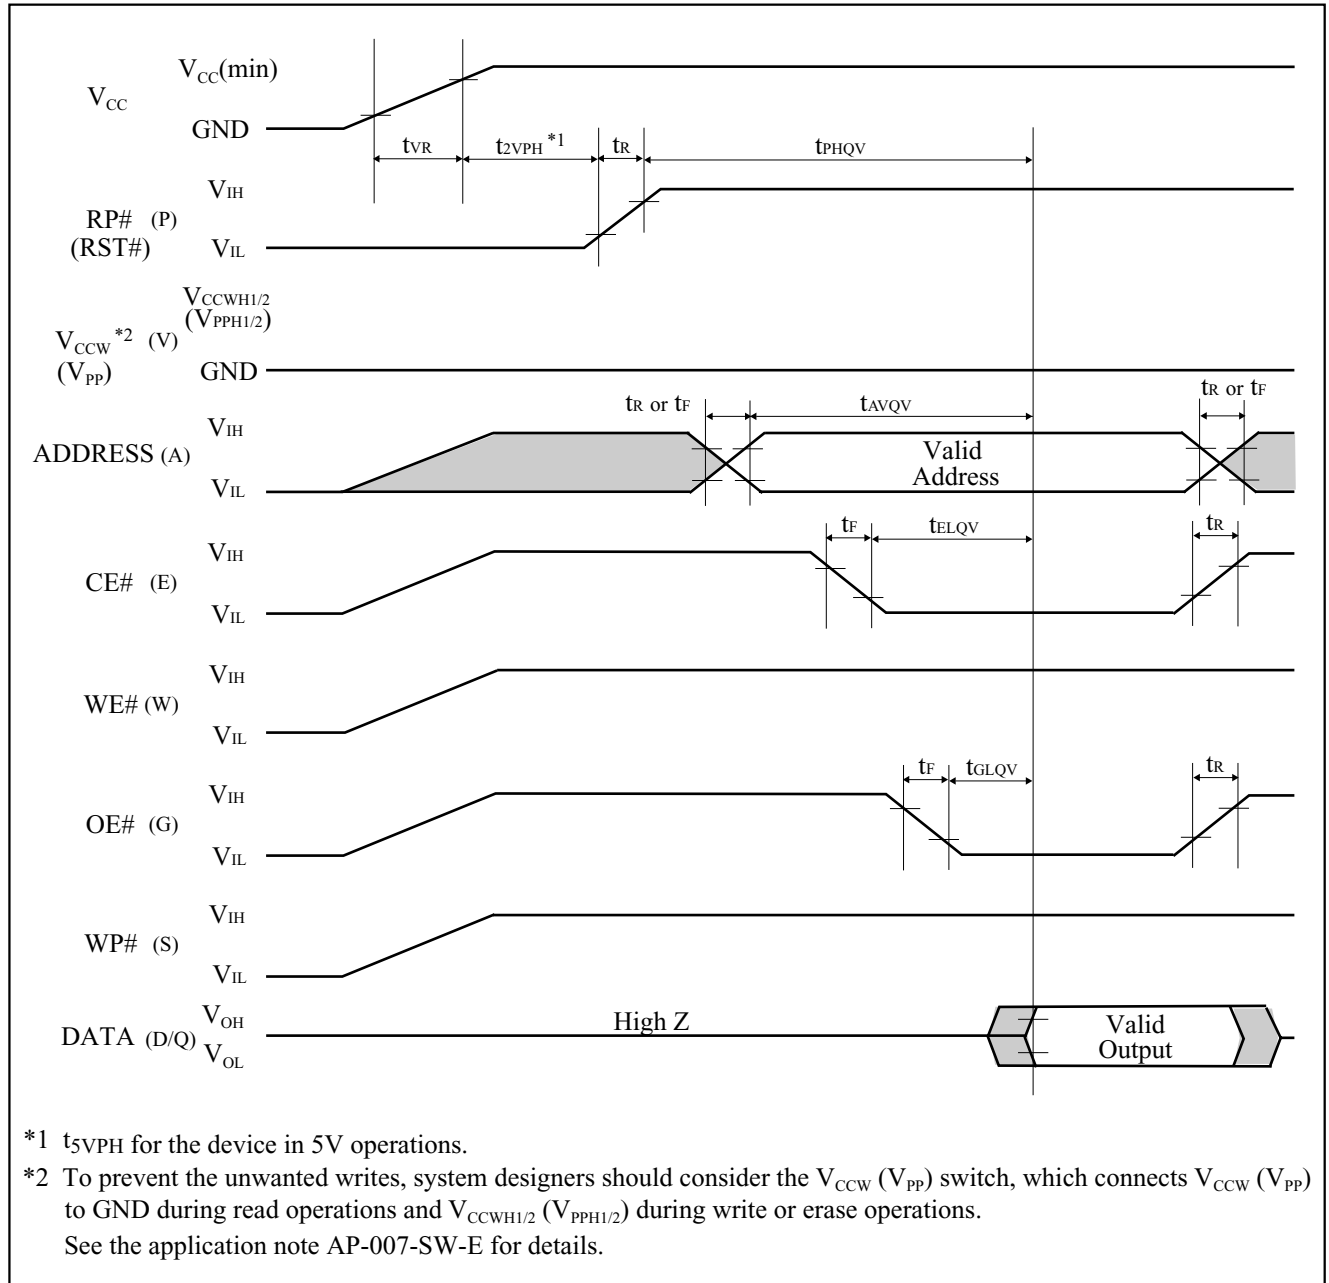 VCC(min)
VCC
GND
tVR
t2VPH *1
tR
tPHQV
VIH
RP# (P)
(RST#)
VIL
VCCWH1/2
(VPPH1/2)
VCCW *2 (V)
(VPP)
GND
tR or tF
tAVQV
tR or tF
VIH
ADDRESS (A)
Valid
Address
VIL
tF
tELQV
tR
VIH
CE# (E)
VIL
VIH
WE# (W)
VIL
tF
tGLQV
tR
VIH
OE# (G)
VIL
VIH
WP# (S)
VIL
VOH
High Z
DATA (D/Q)
Valid
Output
VOL
*1 t5VPH for the device in 5V operations.
*2 To prevent the unwanted writes, system designers should consider the VCCW (VPP) switch, which connects VCCW (VPP)
to GND during read operations and VCCWH1/2 (VPPH1/2) during write or erase operations.
See the application note AP-007-SW-E for details.